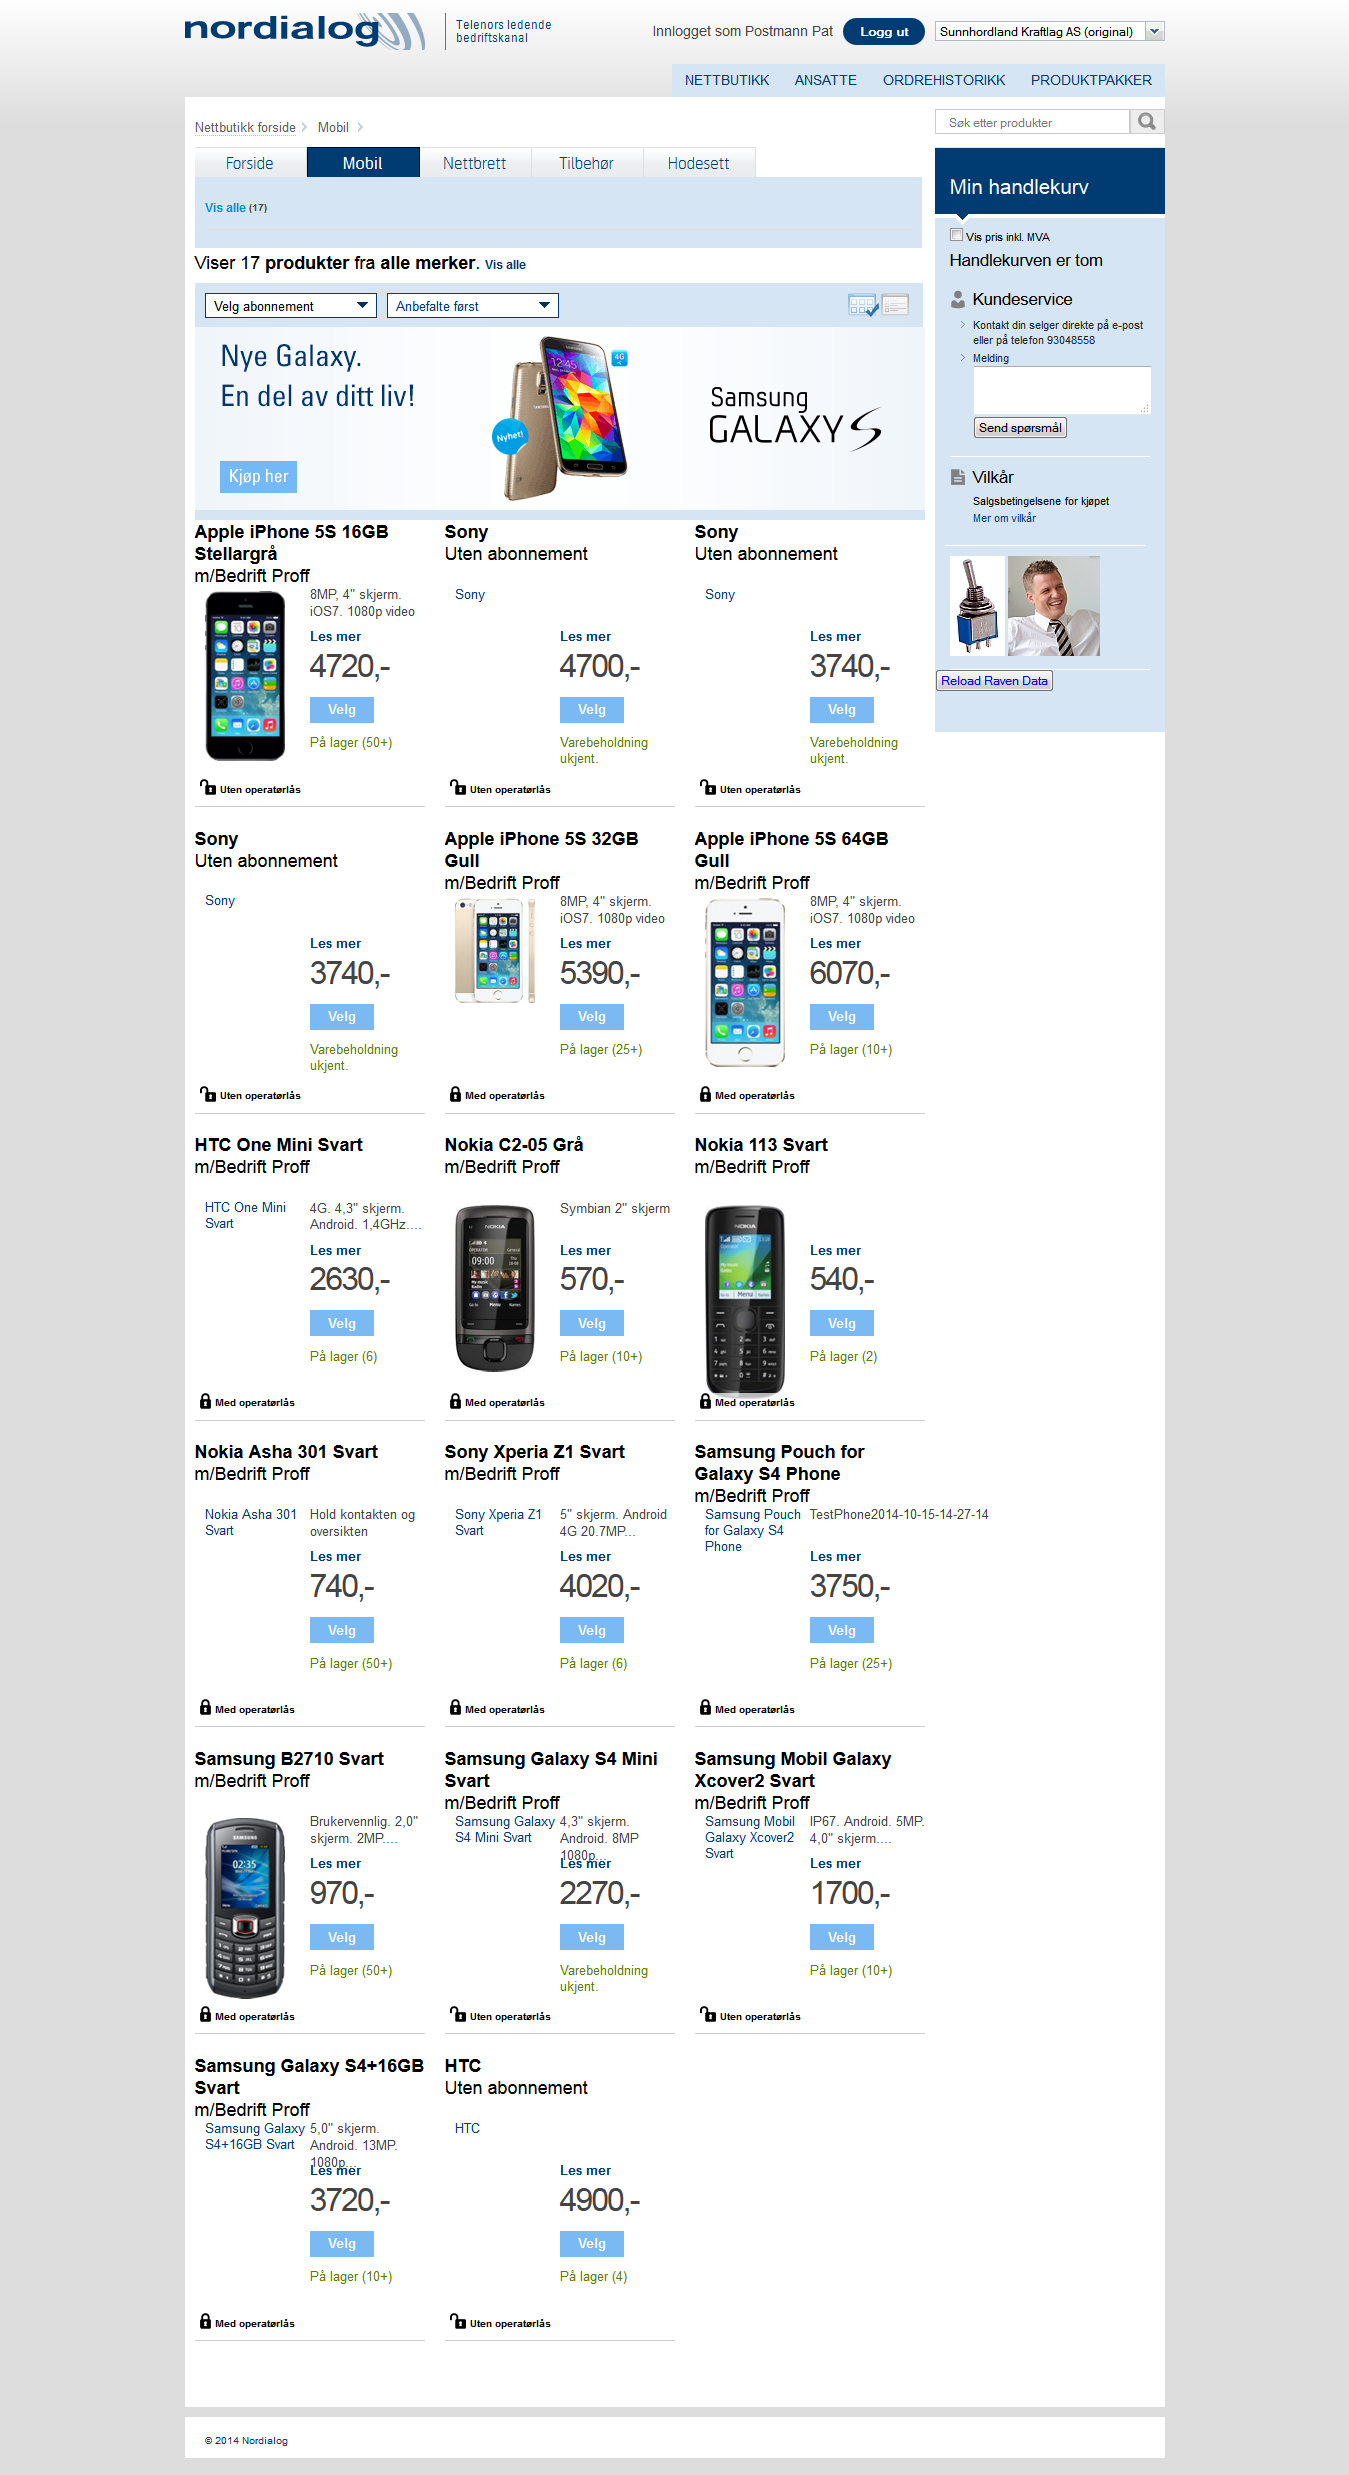 nordialog
Telenors ledende
bedriftskanal
Innlogget som Postmann Pat
Logg ut
Sunnhordland Kraftlag AS (original)
NETTBUTIKK ANSATTE ORDREHISTORIKK PRODUKTPAKKER
Nettbutikk forside Mobil
Søk etter produkter
Forside Mobil Nettbrett Tilbehør Hodesett
Vis alle (17)
Viser 17 produkter fra alle merker. Vis alle
Velg abonnement Anbefalte først
Nye Galaxy.
En del av ditt liv!
Kjøp her
Nyhet!
4G
Samsung
GALAXY S
Min handlekurv
Vis pris inkl. MVA
Handlekurven er tom
Kundeservice
Kontakt din selger direkte på e-post
eller på telefon 93048558
Melding
Send spørsmål
Vilkår
Salgsbetingelsene for kjøpet
Mer om vilkår
Reload Raven Data
Apple iPhone 5S 16GB
Stellargrå
m/Bedrift Proff
8MP, 4" skjerm.
iOS7. 1080p video
Les mer
4720,-
Velg
På lager (50+)
Uten operatørlås
Sony
Uten abonnement
Sony
Les mer
4700,-
Velg
Varebeholdning
ukjent.
Uten operatørlås
Sony
Uten abonnement
Sony
Les mer
3740,-
Velg
Varebeholdning
ukjent.
Uten operatørlås
Sony
Uten abonnement
Sony
Les mer
3740,-
Velg
Varebeholdning
ukjent.
Uten operatørlås
Apple iPhone 5S 32GB
Gull
m/Bedrift Proff
8MP, 4" skjerm.
iOS7. 1080p video
Les mer
5390,-
Velg
På lager (25+)
Med operatørlås
Apple iPhone 5S 64GB
Gull
m/Bedrift Proff
8MP, 4" skjerm.
iOS7. 1080p video
Les mer
6070,-
Velg
På lager (10+)
Med operatørlås
HTC One Mini Svart
m/Bedrift Proff
HTC One Mini
Svart
4G. 4,3" skjerm.
Android. 1,4GHz....
Les mer
2630,-
Velg
På lager (6)
Med operatørlås
Nokia C2-05 Grå
m/Bedrift Proff
NOKIA
09:00
Symbian 2" skjerm
Les mer
570,-
Velg
På lager (10+)
Med operatørlås
Nokia 113 Svart
m/Bedrift Proff
NOKIA
Menu
Les mer
540,-
Velg
På lager (2)
Med operatørlås
Nokia Asha 301 Svart
m/Bedrift Proff
Nokia Asha 301
Svart
Hold kontakten og
oversikten
Les mer
740,-
Velg
På lager (50+)
Med operatørlås
Sony Xperia Z1 Svart
m/Bedrift Proff
Sony Xperia Z1
Svart
5" skjerm. Android
4G 20.7MP...
Les mer
4020,-
Velg
På lager (6)
Med operatørlås
Samsung Pouch for
Galaxy S4 Phone
m/Bedrift Proff
Samsung Pouch
for Galaxy S4
Phone
TestPhone2014-10-15-14-27-14
Les mer
3750,-
Velg
På lager (25+)
Med operatørlås
Samsung B2710 Svart
m/Bedrift Proff
SAMSUNG
02:35
Brukervennlig. 2,0"
skjerm. 2MP....
Les mer
970,-
Velg
På lager (50+)
Med operatørlås
Samsung Galaxy S4 Mini
Svart
m/Bedrift Proff
Samsung Galaxy
S4 Mini Svart
4,3" skjerm.
Android. 8MP
1080p...
Les mer
2270,-
Velg
Varebeholdning
ukjent.
Uten operatørlås
Samsung Mobil Galaxy
Xcover2 Svart
m/Bedrift Proff
Samsung Mobil
Galaxy Xcover2
Svart
IP67. Android. 5MP.
4,0" skjerm....
Les mer
1700,-
Velg
På lager (10+)
Uten operatørlås
Samsung Galaxy S4+16GB
Svart
m/Bedrift Proff
Samsung Galaxy
S4+16GB Svart
5,0" skjerm.
Android. 13MP.
1080p...
Les mer
3720,-
Velg
På lager (10+)
Med operatørlås
HTC
Uten abonnement
HTC
Les mer
4900,-
Velg
På lager (4)
Uten operatørlås
© 2014 Nordialog